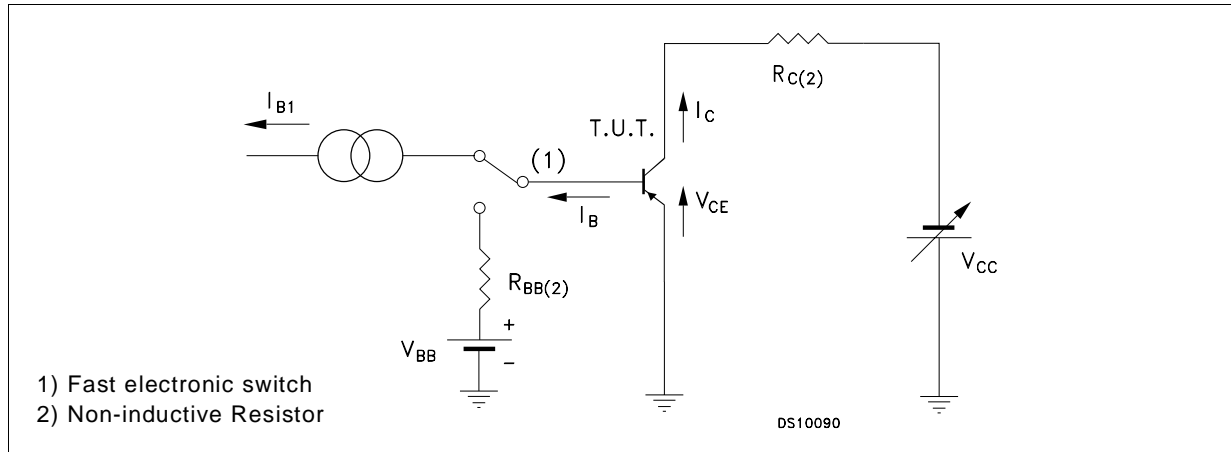 R_C(2)
I_B1
I_C
T.U.T.
(1)
I_B
V_CE
V_CC
R_BB(2)
+
V_BB
-
1) Fast electronic switch
2) Non-inductive Resistor
DS10090